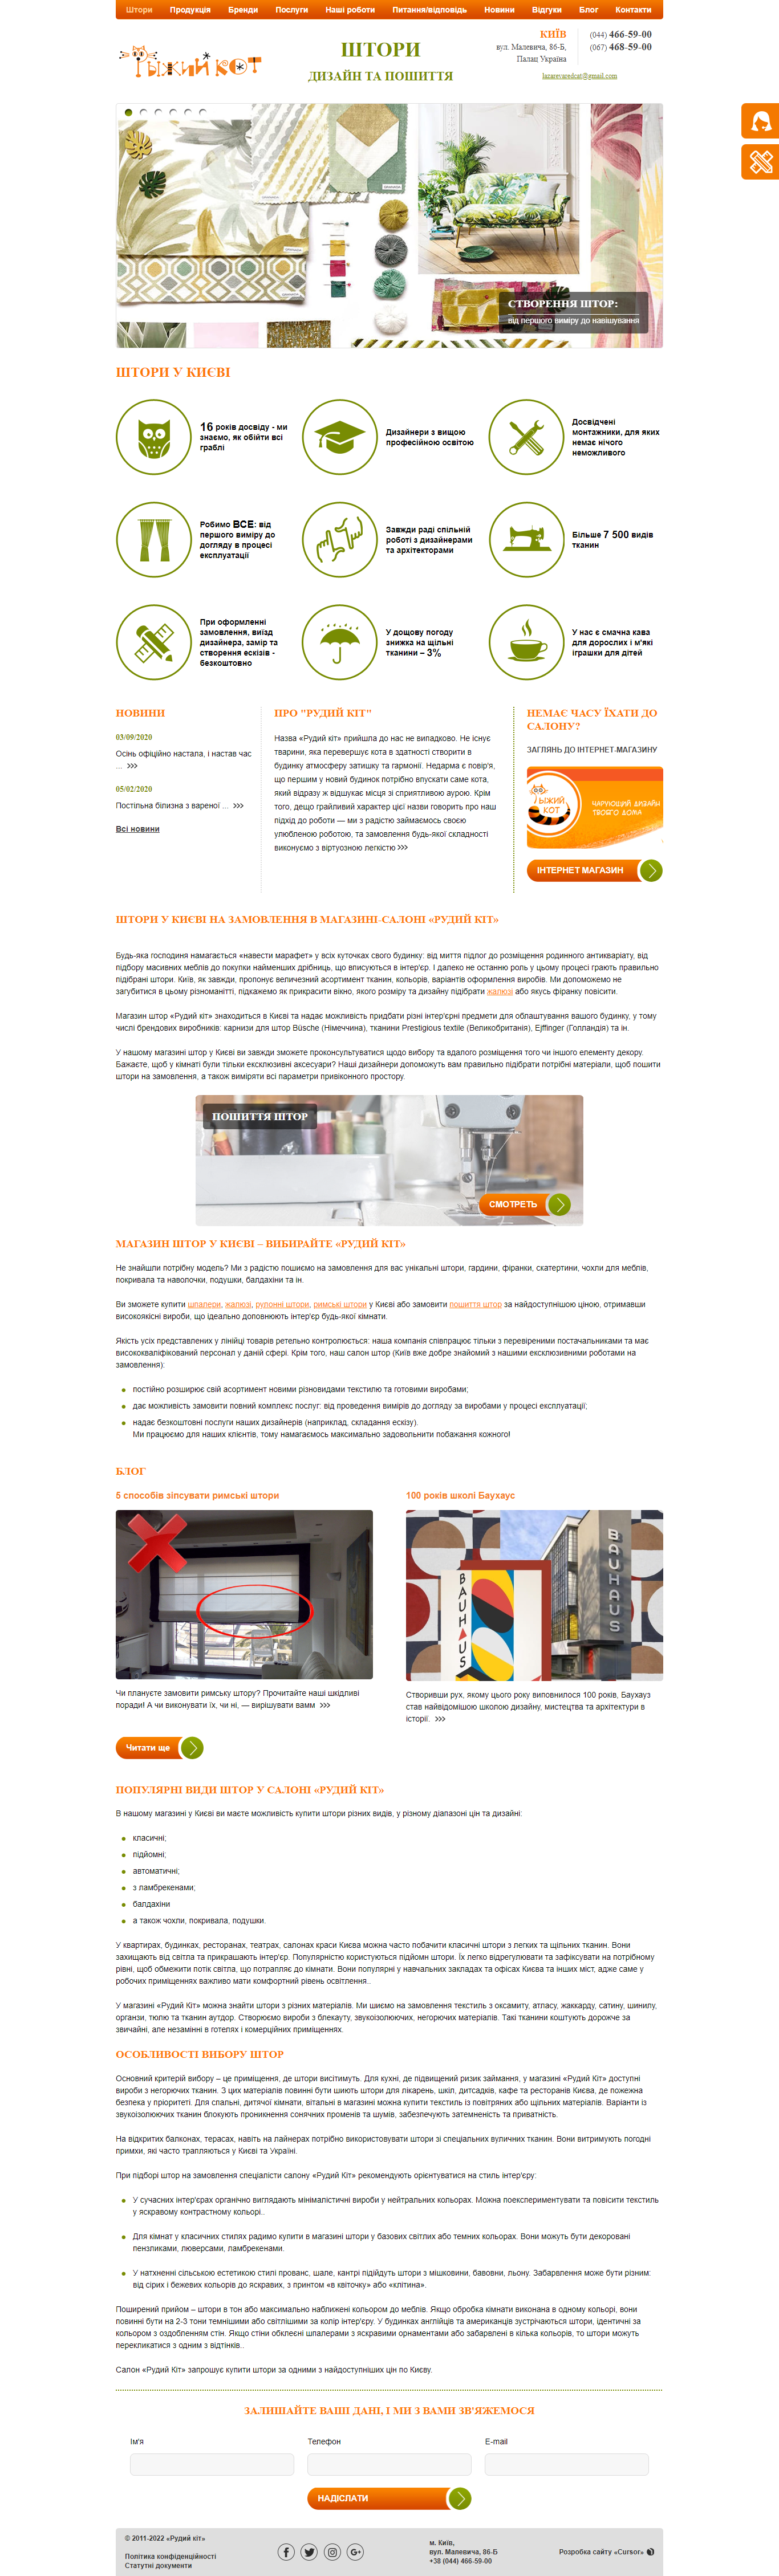 Штори Продукція Бренди Послуги Наші роботи Питання/відповідь Новини Відгуки Блог Контакти
РЫЖИЙ КОТ
ШТОРИ
ДИЗАЙН ТА ПОШИТТЯ
КИЇВ
вул. Малевича, 86-Б,
Палац Україна
(044) 466-59-00
(067) 468-59-00
lazarevaredcat@gmail.com
СТВОРЕННЯ ШТОР:
від першого виміру до навішування
ШТОРИ У КИЄВІ
16 років досвіду - ми
знаємо, як обійти всі
граблі
Дизайнери з вищою
професійною освітою
Досвідчені
монтажники, для яких
немає нічого
неможливого
Робимо ВСЕ: від
першого виміру до
догляду в процесі
експлуатації
Завжди раді спільній
роботі з дизайнерами
та архітекторами
Більше 7 500 видів
тканин
При оформленні
замовлення, виїзд
дизайнера, замір та
створення ескізів -
безкоштовно
У дощову погоду
знижка на щільні
тканини – 3%
У нас є смачна кава
для дорослих і м'які
іграшки для дітей
НОВИНИ
03/09/2020
Осінь офіційно настала, і настав час
... >>>
05/02/2020
Постільна білизна з вареної ... >>>
Всі новини
ПРО "РУДИЙ КІТ"
Назва «Рудий кіт» прийшла до нас не випадково. Не існує
тварини, яка перевершує кота в здатності створити в
будинку атмосферу затишку та гармонії. Недарма є повір'я,
що першим у новий будинок потрібно впускати саме кота,
який відразу ж відшукає місця зі сприятливою аурою. Крім
того, дещо грайливий характер цієї назви говорить про наш
підхід до роботи — ми з радістю займаємось своєю
улюбленою роботою, та замовлення будь-якої складності
виконуємо з віртуозною легкістю >>>
НЕМАЄ ЧАСУ ЇХАТИ ДО
САЛОНУ?
ЗАГЛЯНЬ ДО ІНТЕРНЕТ-МАГАЗИНУ
РЫЖИЙ
КОТ
ЧАРУЮЩИЙ ДИЗАЙН
ТВОЕГО ДОМА
ІНТЕРНЕТ МАГАЗИН
ШТОРИ У КИЄВІ НА ЗАМОВЛЕННЯ В МАГАЗИНІ-САЛОНІ «РУДИЙ КІТ»
Будь-яка господиня намагається «навести марафет» у всіх куточках свого будинку: від миття підлог до розміщення родинного антикваріату, від
підбору масивних меблів до покупки найменших дрібниць, що вписуються в інтер'єр. І далеко не останню роль у цьому процесі грають правильно
підібрані штори. Київ, як завжди, пропонує величезний асортимент тканин, кольорів, варіантів оформлення виробів. Ми допоможемо не
загубитися в цьому різноманітті, підкажемо як прикрасити вікно, якого розміру та дизайну підібрати жалюзі або якусь фіранку повісити.
Магазин штор «Рудий кіт» знаходиться в Києві та надає можливість придбати різні інтер'єрні предмети для облаштування вашого будинку, у тому
числі брендових виробників: карнизи для штор Büsche (Німеччина), тканини Prestigious textile (Великобританія), Ejffinger (Голландія) та ін.
У нашому магазині штор у Києві ви завжди зможете проконсультуватися щодо вибору та вдалого розміщення того чи іншого елементу декору.
Бажаєте, щоб у кімнаті були тільки ексклюзивні аксесуари? Наші дизайнери допоможуть вам правильно підібрати потрібні матеріали, щоб пошити
штори на замовлення, а також виміряти всі параметри привіконного простору.
ПОШИТТЯ ШТОР
СМОТРЕТЬ
МАГАЗИН ШТОР У КИЄВІ – ВИБИРАЙТЕ «РУДИЙ КІТ»
Не знайшли потрібну модель? Ми з радістю пошиємо на замовлення для вас унікальні штори, гардини, фіранки, скатертини, чохли для меблів,
покривала та наволочки, подушки, балдахіни та ін.
Ви зможете купити шпалери, жалюзі, рулонні штори, римські штори у Києві або замовити пошиття штор за найдоступнішою ціною, отримавши
високоякісні вироби, що ідеально доповнюють інтер'єр будь-якої кімнати.
Якість усіх представлених у лінійці товарів ретельно контролюється: наша компанія співпрацює тільки з перевіреними постачальниками та має
висококваліфікований персонал у даній сфері. Крім того, наш салон штор (Київ вже добре знайомий з нашими ексклюзивними роботами на
замовлення):
постійно розширює свій асортимент новими різновидами текстилю та готовими виробами;
дає можливість замовити повний комплекс послуг: від проведення вимірів до догляду за виробами у процесі експлуатації;
надає безкоштовні послуги наших дизайнерів (наприклад, складання ескізу).
Ми працюємо для наших клієнтів, тому намагаємось максимально задовольнити побажання кожного!
БЛОГ
5 способів зіпсувати римські штори
100 років школі Баухаус
BAUHAUS
BAUHAUS
Чи плануєте замовити римську штору? Прочитайте наші шкідливі
поради! А чи виконувати їх, чи ні, — вирішувати вамм >>>
Створивши рух, якому цього року виповнилося 100 років, Баухауз
став найвідомішою школою дизайну, мистецтва та архітектури в
історії. >>>
Читати ще
ПОПУЛЯРНІ ВИДИ ШТОР У САЛОНІ «РУДИЙ КІТ»
В нашому магазині у Києві ви маєте можливість купити штори різних видів, у різному діапазоні цін та дизайні:
класичні;
підйомні;
автоматичні;
з ламбрекенами;
балдахіни
а також чохли, покривала, подушки.
У квартирах, будинках, ресторанах, театрах, салонах краси Києва можна часто побачити класичні штори з легких та щільних тканин. Вони
захищають від світла та прикрашають інтер'єр. Популярністю користуються підйомн штори. Їх легко відрегулювати та зафіксувати на потрібному
рівні, щоб обмежити потік світла, що потрапляє до кімнати. Вони популярні у навчальних закладах та офісах Києва та інших міст, адже саме у
робочих приміщеннях важливо мати комфортний рівень освітлення..
У магазині «Рудий Кіт» можна знайти штори з різних матеріалів. Ми шиємо на замовлення текстиль з оксамиту, атласу, жаккарду, сатину, шинилу,
органзи, тюлю та тканин аутдор. Створюємо вироби з блекауту, звукоізолюючих, негорючих матеріалів. Такі тканини коштують дорожче за
звичайні, але незамінні в готелях і комерційних приміщеннях.
ОСОБЛИВОСТІ ВИБОРУ ШТОР
Основний критерій вибору – це приміщення, де штори висітимуть. Для кухні, де підвищений ризик займання, у магазині «Рудий Кіт» доступні
вироби з негорючих тканин. З цих матеріалів повинні бути шиють штори для лікарень, шкіл, дитсадків, кафе та ресторанів Києва, де пожежна
безпека у пріоритеті. Для спальні, дитячої кімнати, вітальні в магазині можна купити текстиль із повітряних або щільних матеріалів. Варіанти із
звукоізолюючих тканин блокують проникнення сонячних променів та шумів, забезпечують затемненість та приватність.
На відкритих балконах, терасах, навіть на лайнерах потрібно використовувати штори зі спеціальних вуличних тканин. Вони витримують погодні
примхи, які часто трапляються у Києві та Україні.
При підборі штор на замовлення спеціалісти салону «Рудий Кіт» рекомендують орієнтуватися на стиль інтер'єру:
У сучасних інтер'єрах органічно виглядають мінімалістичні вироби у нейтральних кольорах. Можна поекспериментувати та повісити текстиль
у яскравому контрастному кольорі..
Для кімнат у класичних стилях радимо купити в магазині штори у базових світлих або темних кольорах. Вони можуть бути декоровані
пензликами, люверсами, ламбрекенами.
У натхненні сільською естетикою стилі прованс, шале, кантрі підійдуть штори з мішковини, бавовни, льону. Забарвлення може бути різним:
від сірих і бежевих кольорів до яскравих, з принтом «в квіточку» або «клітина».
Поширений прийом – штори в тон або максимально наближені кольором до меблів. Якщо обробка кімнати виконана в одному кольорі, вони
повинні бути на 2-3 тони темнішими або світлішими за колір інтер'єру. У будинках англійців та американців зустрічаються штори, ідентичні за
кольором з оздобленням стін. Якщо стіни обклеєні шпалерами з яскравими орнаментами або забарвлені в кілька кольорів, то штори можуть
перекликатися з одним з відтінків..
Салон «Рудий Кіт» запрошує купити штори за одними з найдоступніших цін по Києву.
ЗАЛИШАЙТЕ ВАШІ ДАНІ, І МИ З ВАМИ ЗВ'ЯЖЕМОСЯ
Ім'я Телефон E-mail
НАДІСЛАТИ
© 2011-2022 «Рудий кіт»
Політика конфіденційності
Статутні документи
м. Київ,
вул. Малевича, 86-Б
+38 (044) 466-59-00
Розробка сайту «Cursor»